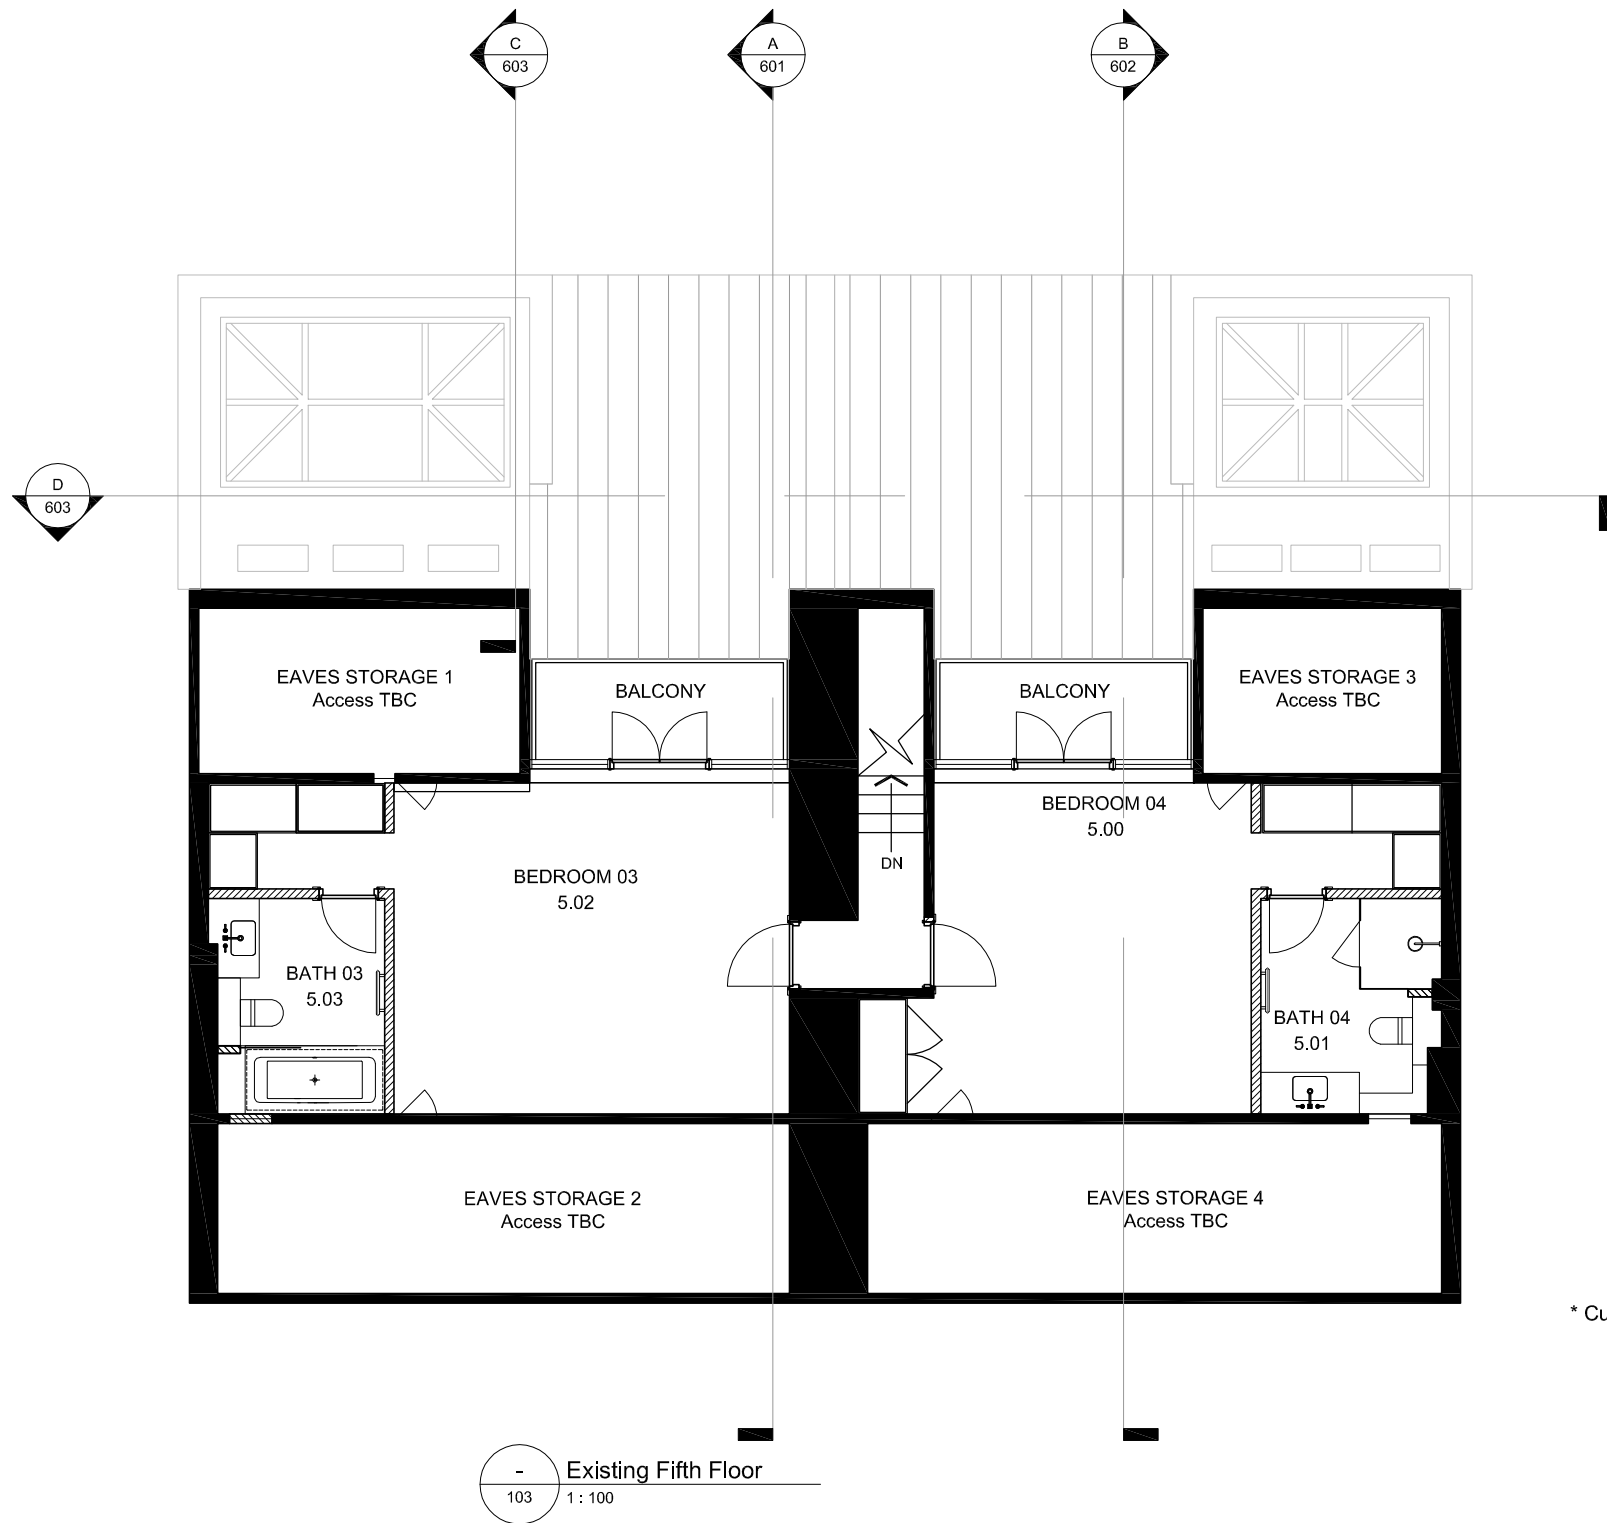 C
603
A
601
B
602
D
603
EAVES STORAGE 1
Access TBC
BALCONY
BALCONY
EAVES STORAGE 3
Access TBC
BEDROOM 04
5.00
DN
BEDROOM 03
5.02
BATH 03
5.03
BATH 04
5.01
EAVES STORAGE 2
Access TBC
EAVES STORAGE 4
Access TBC
* Cu
-
103
Existing Fifth Floor
1 : 100